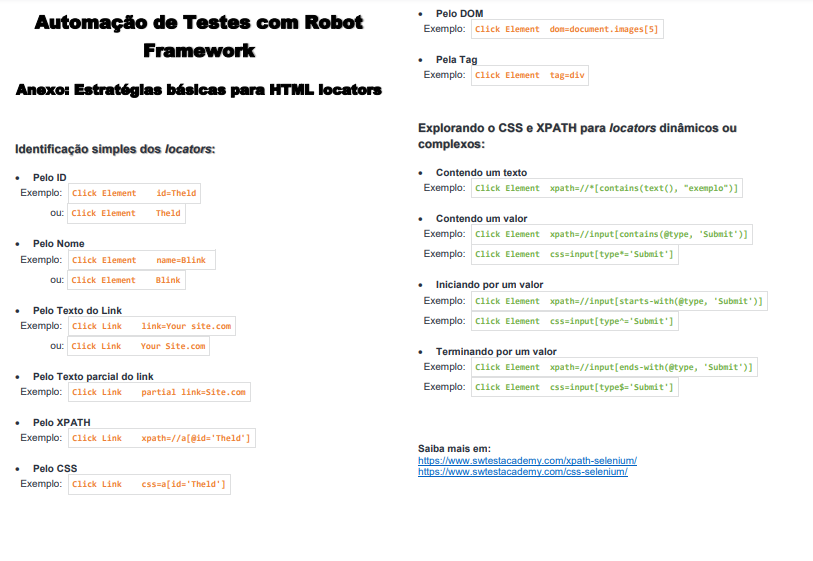 Automação de Testes com Robot
Framework
Anexo: Estratégias básicas para HTML locators
Identificação simples dos locators:
• Pelo ID
Exemplo: Click Element id=TheId
ou: Click Element TheId
• Pelo Nome
Exemplo: Click Element name=Blink
ou: Click Element Blink
• Pelo Texto do Link
Exemplo: Click Link link=Your site.com
ou: Click Link Your Site.com
• Pelo Texto parcial do link
Exemplo: Click Link partial link=Site.com
• Pelo XPATH
Exemplo: Click Link xpath=//a[@id='TheId']
• Pelo CSS
Exemplo: Click Link css=a[id='TheId']
• Pelo DOM
Exemplo: Click Element dom=document.images[5]
• Pela Tag
Exemplo: Click Element tag=div
Explorando o CSS e XPATH para locators dinâmicos ou
complexos:
• Contendo um texto
Exemplo: Click Element xpath=//*[contains(text(), "exemplo")]
• Contendo um valor
Exemplo: Click Element xpath=//input[contains(@type, 'Submit')]
Exemplo: Click Element css=input[type*='Submit']
• Iniciando por um valor
Exemplo: Click Element xpath=//input[starts-with(@type, 'Submit')]
Exemplo: Click Element css=input[type^='Submit']
• Terminando por um valor
Exemplo: Click Element xpath=//input[ends-with(@type, 'Submit')]
Exemplo: Click Element css=input[type$='Submit']
Saiba mais em:
https://www.swtestacademy.com/xpath-selenium/
https://www.swtestacademy.com/css-selenium/